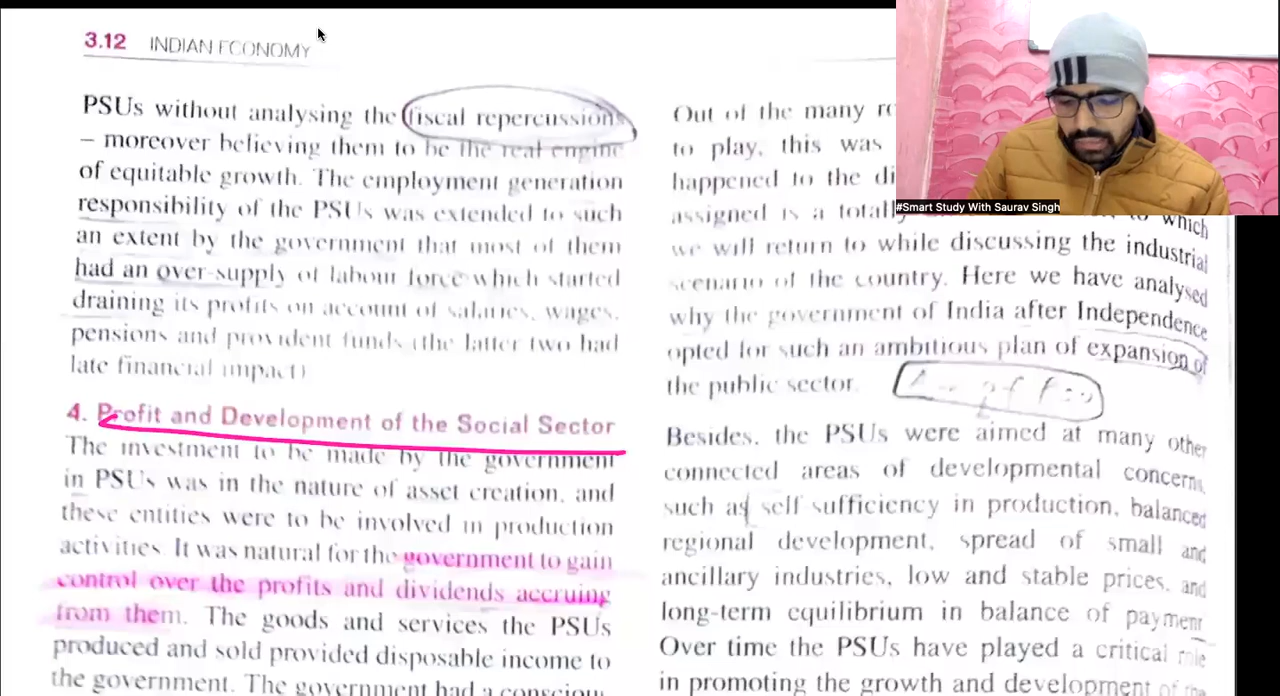 3.12 INDIAN ECONOMY
PSUs without analysing the fiscal repercussions
– moreover believing them to be the real engine
of equitable growth. The employment generation
responsibility of the PSUs was extended to such
an extent by the government that most of them
had an over-supply of labour force which started
draining its profits on account of salaries, wages,
pensions and provident funds (the latter two had
late financial impact)
4. Profit and Development of the Social Sector
The investment to be made by the government
in PSUs was in the nature of asset creation, and
these entities were to be involved in production
activities. It was natural for the government to gain
control over the profits and dividends accruing
from them. The goods and services the PSUs
produced and sold provided disposable income to
the government. The government had a
Out of the many
to play, this was
happened to the
assigned is a which
we will return to while discussing the industrial
scenario of the country. Here we have analysed
why the government of India after Independence
opted for such an ambitious plan of expansion of
the public sector.
Besides, the PSUs were aimed at many other
connected areas of developmental concern,
such as self sufficiency in production, balanced
regional development, spread of small and
ancillary industries, low and stable prices, and
long-term equilibrium in balance of payment
Over time the PSUs have played a critical role
in promoting the growth and development of the
#Smart Study With Saurav Singh